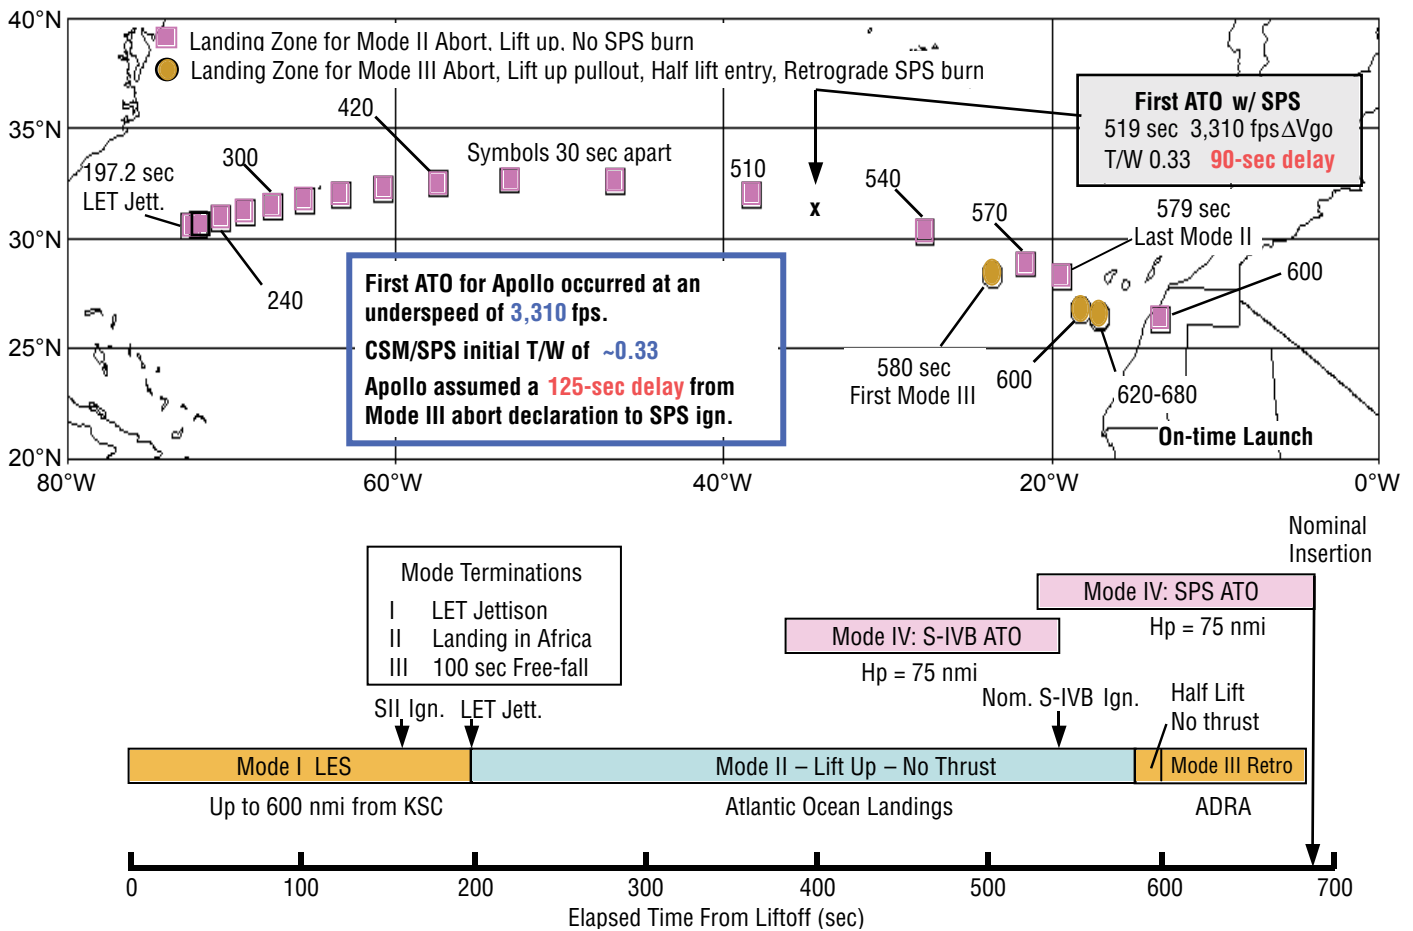 40°N
Landing Zone for Mode II Abort, Lift up, No SPS burn
Landing Zone for Mode III Abort, Lift up pullout, Half lift entry, Retrograde SPS burn
First ATO w/ SPS
519 sec 3,310 fps ΔVgo
T/W 0.33 90-sec delay
35°N
420
Symbols 30 sec apart
300
510
540
197.2 sec
LET Jett.
x
570
579 sec
Last Mode II
30°N
240
600
First ATO for Apollo occurred at an
underspeed of 3,310 fps.
CSM/SPS initial T/W of ~0.33
Apollo assumed a 125-sec delay from
Mode III abort declaration to SPS ign.
25°N
580 sec
First Mode III
600
620-680
On-time Launch
20°N
80°W
60°W
40°W
20°W
0°W
Nominal
Insertion
Mode Terminations
I LET Jettison
II Landing in Africa
III 100 sec Free-fall
Mode IV: SPS ATO
Hp = 75 nmi
Mode IV: S-IVB ATO
Hp = 75 nmi
SII Ign.
LET Jett.
Nom. S-IVB Ign.
Half Lift
No thrust
Mode I LES
Mode II – Lift Up – No Thrust
Mode III Retro
Up to 600 nmi from KSC
Atlantic Ocean Landings
ADRA
0 100 200 300 400 500 600 700
Elapsed Time From Liftoff (sec)